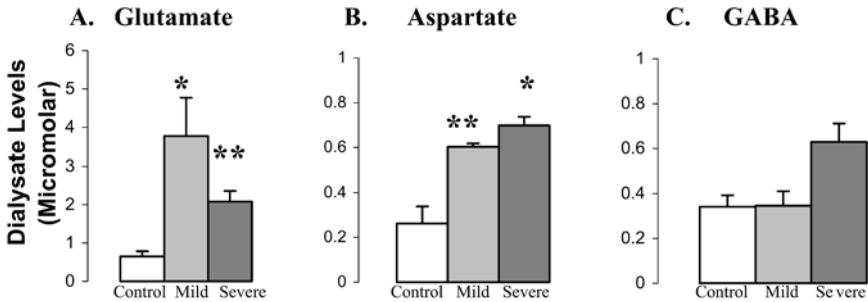 A. Glutamate
Dialysate Levels
(Micromolar)
6
5
4
3
2
1
0
*
**
Control Mild Severe
B. Aspartate
1
0.8
0.6
0.4
0.2
0
**
*
Control Mild Severe
C. GABA
1
0.8
0.6
0.4
0.2
0
Control Mild Severe